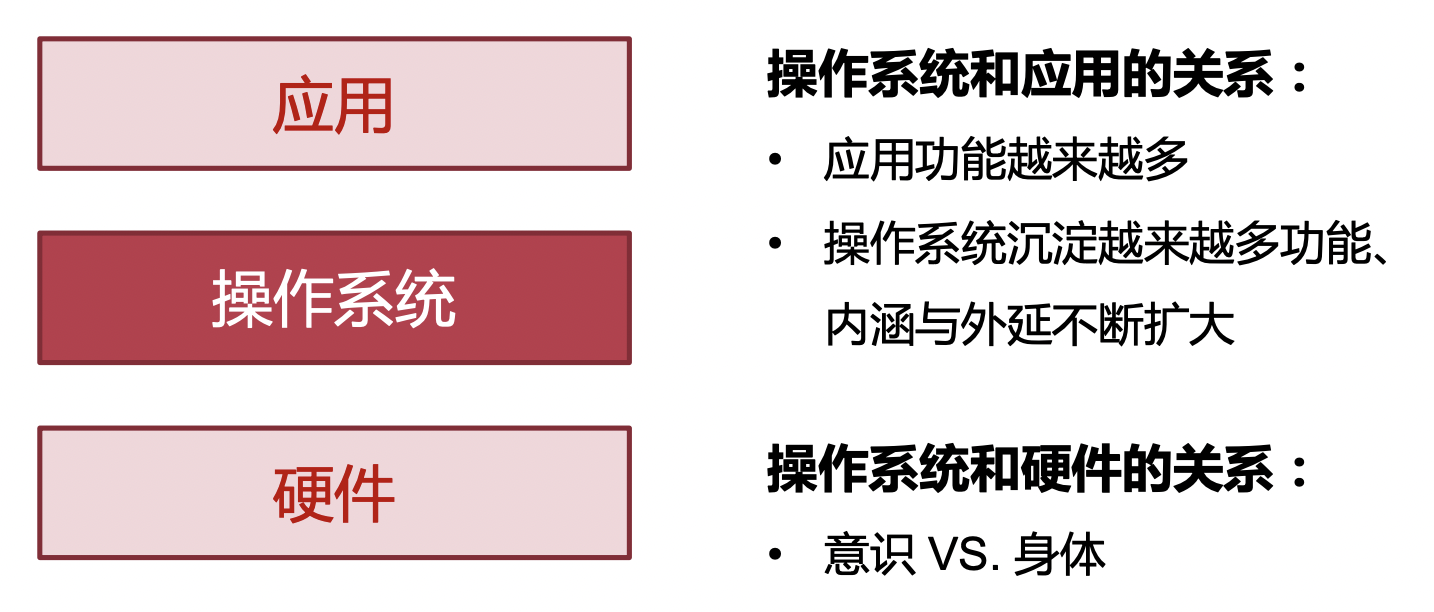 应用
操作系统
硬件
操作系统和应用的关系：
• 应用功能越来越多
• 操作系统沉淀越来越多功能、
内涵与外延不断扩大
操作系统和硬件的关系：
• 意识 VS. 身体